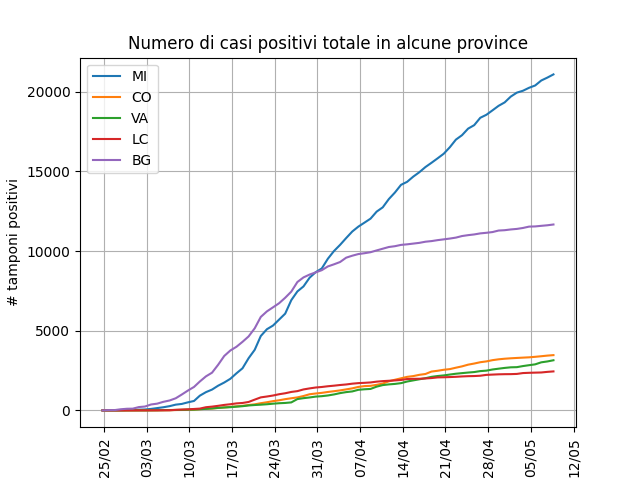 Numero di casi positivi totale in alcune province
MI
CO
VA
LC
BG
# tamponi positivi
20000
15000
10000
5000
0
25/02
03/03
10/03
17/03
24/03
31/03
07/04
14/04
21/04
28/04
05/05
12/05